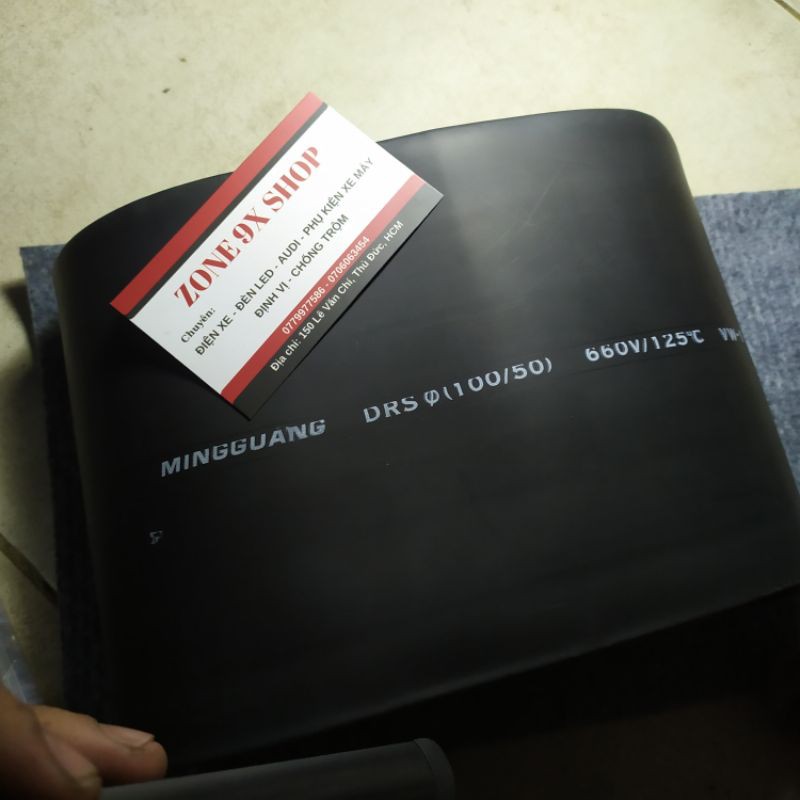 ZONE 9X SHOP
Chuyên:
ĐIỆN XE - ĐÈN LED - AUDI - PHỤ KIỆN XE MÁY
ĐỊNH VỊ - CHỐNG TRỘM
0779977586 - 0706063454
Địa chỉ: 150 Lê Văn Chí, Thủ Đức, HCM
MINGGUANG DRS φ(100/50) 660V/125℃